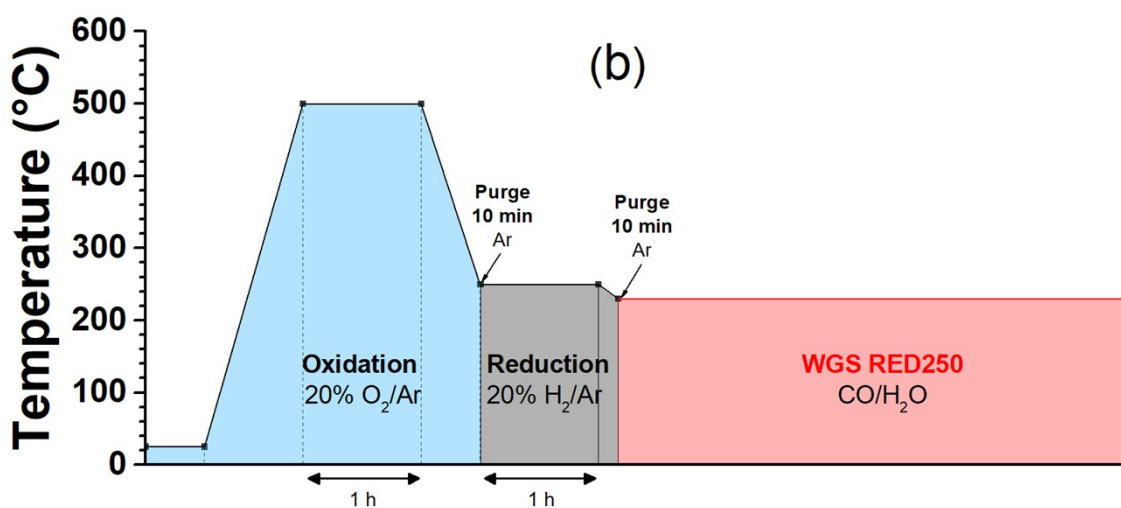 Temperature (°C)
600
500
400
300
200
100
0
(b)
Purge
10 min
Ar
Purge
10 min
Ar
Oxidation
20% O₂/Ar
Reduction
20% H₂/Ar
WGS RED250
CO/H₂O
1 h
1 h